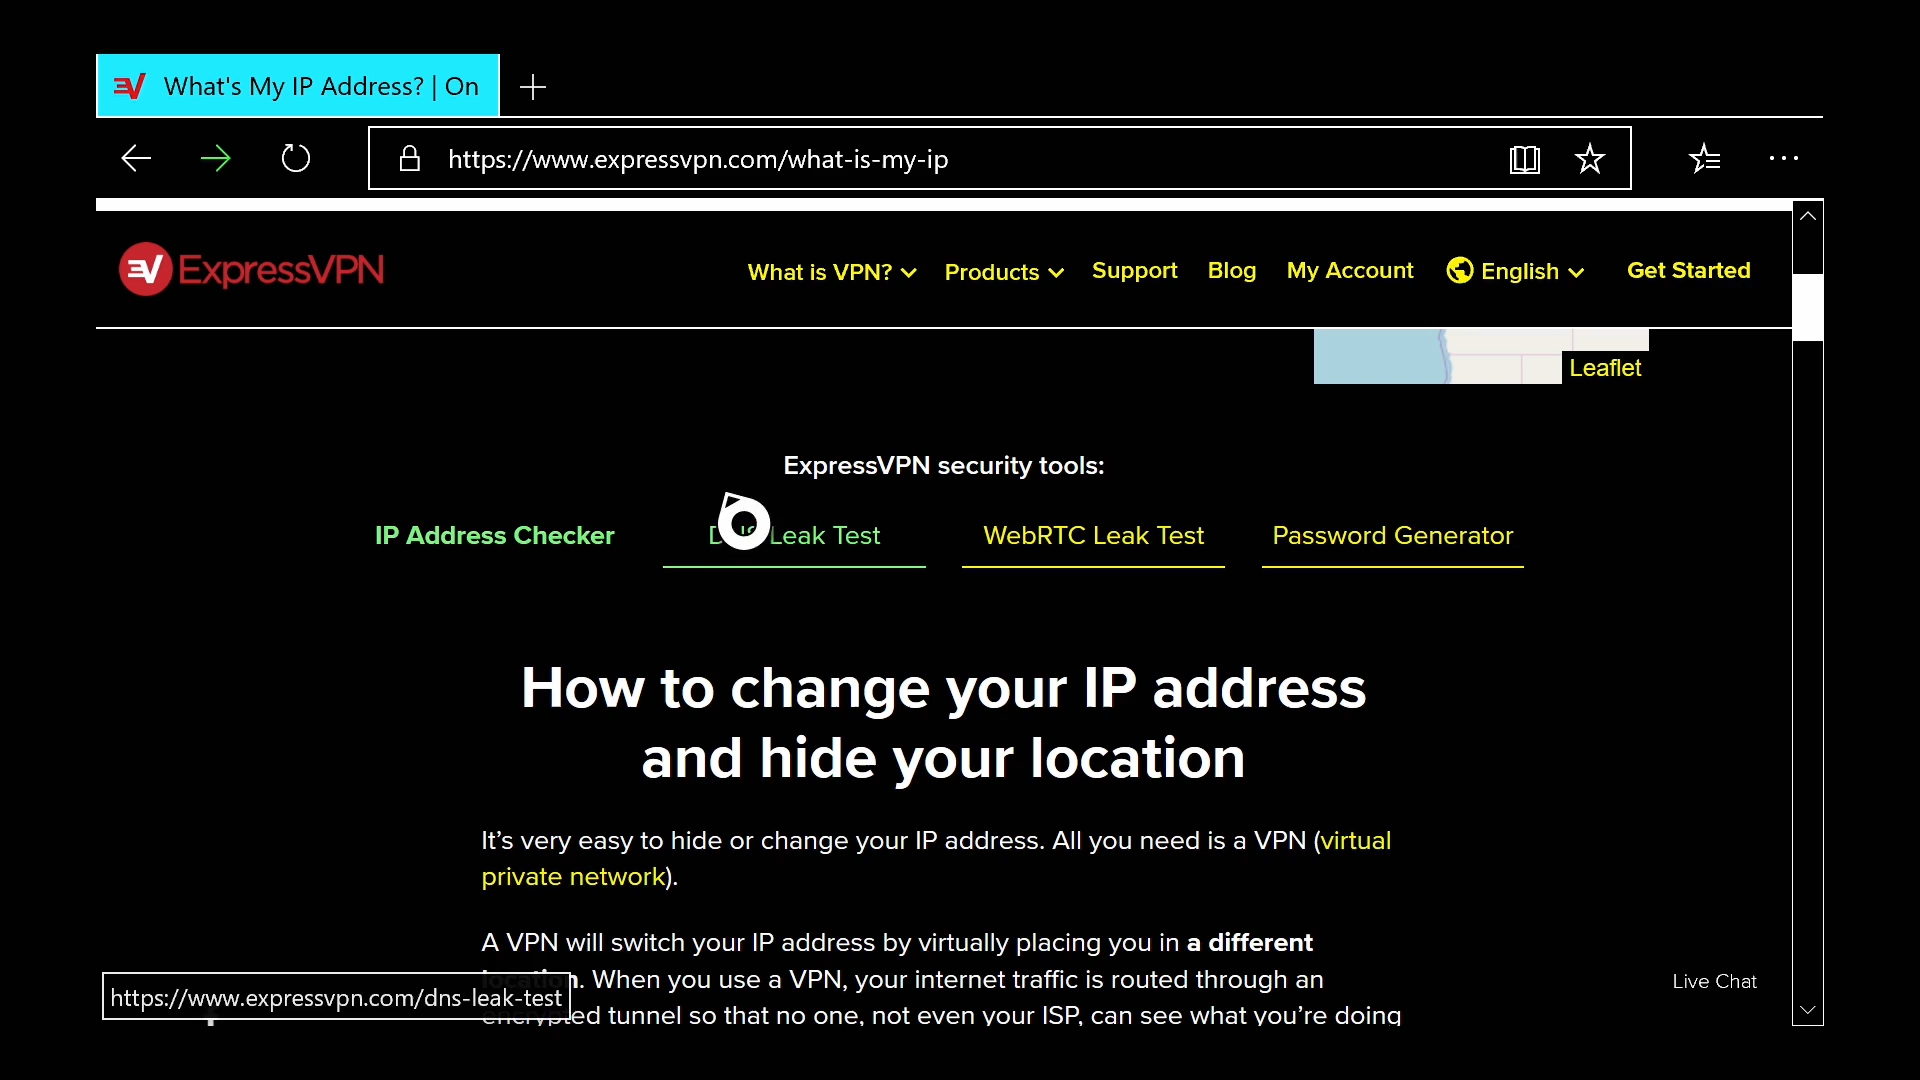 What's My IP Address? | On
https://www.expressvpn.com/what-is-my-ip
ExpressVPN
What is VPN?
Products
Support
Blog
My Account
English
Get Started
Leaflet
ExpressVPN security tools:
IP Address Checker
Leak Test
WebRTC Leak Test
Password Generator
How to change your IP address
and hide your location
It’s very easy to hide or change your IP address. All you need is a VPN (virtual
private network).
A VPN will switch your IP address by virtually placing you in a different
location. When you use a VPN, your internet traffic is routed through an
encrypted tunnel so that no one, not even your ISP, can see what you’re doing
Live Chat
https://www.expressvpn.com/dns-leak-test